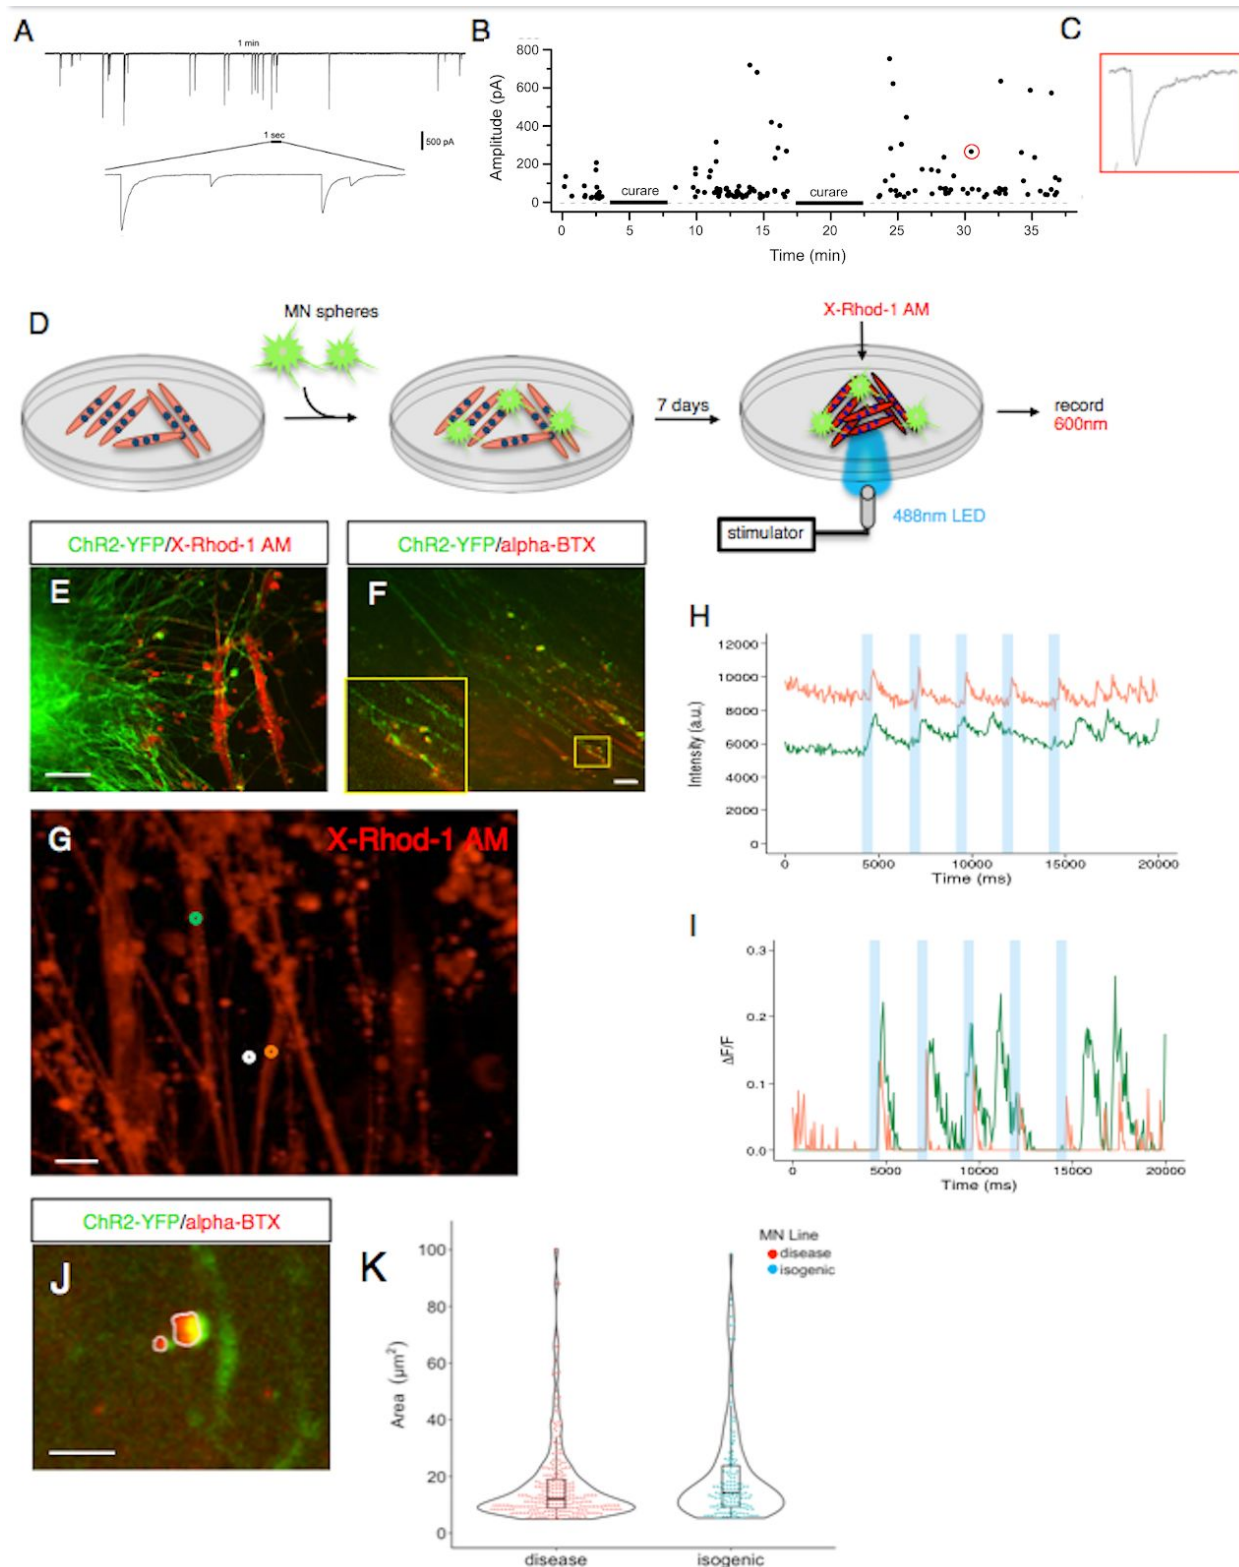 A
1 min
1 sec
500 pA
B
Amplitude (pA)
800
600
400
200
0
curare
curare
0
5
10
15
20
25
30
35
Time (min)
C
D
MN spheres
7 days
X-Rhod-1 AM
record
600nm
488nm LED
stimulator
ChR2-YFP/X-Rhod-1 AM
E
ChR2-YFP/alpha-BTX
F
G
X-Rhod-1 AM
H
Intensity (a.u.)
12000
10000
8000
6000
4000
2000
0
0
5000
10000
15000
20000
Time (ms)
I
ΔF/F
0.3
0.2
0.1
0.0
0
5000
10000
15000
20000
Time (ms)
ChR2-YFP/alpha-BTX
J
K
Area (µm²)
100
80
60
40
20
0
MN Line
disease
isogenic
disease
isogenic